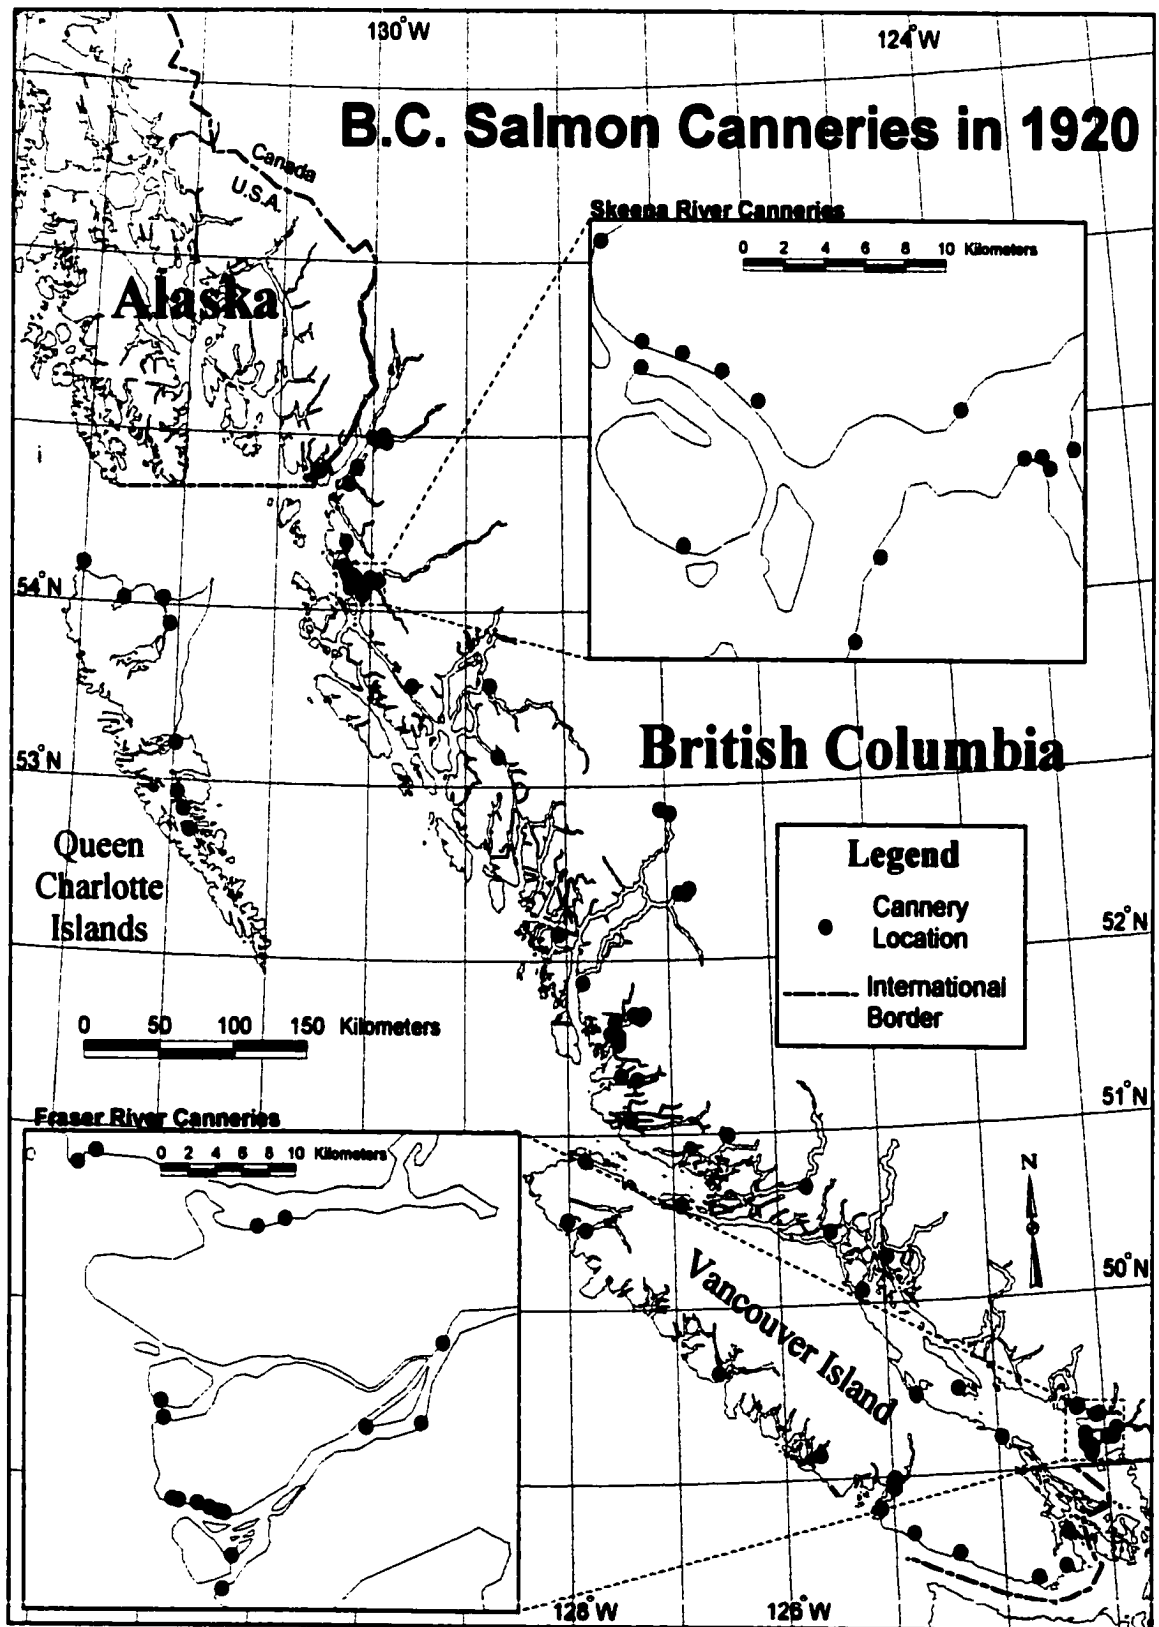 130°W
124°W
B.C. Salmon Canneries in 1920
Canada
U.S.A.
Skeena River Canneries
0 2 4 6 8 10 Kilometers
Alaska
54°N
53°N
British Columbia
Queen
Charlotte
Islands
Legend
Cannery
Location
International
Border
52°N
0 50 100 150 Kilometers
51°N
Fraser River Canneries
0 2 4 6 8 10 Kilometers
N
50°N
Vancouver Island
128°W
126°W